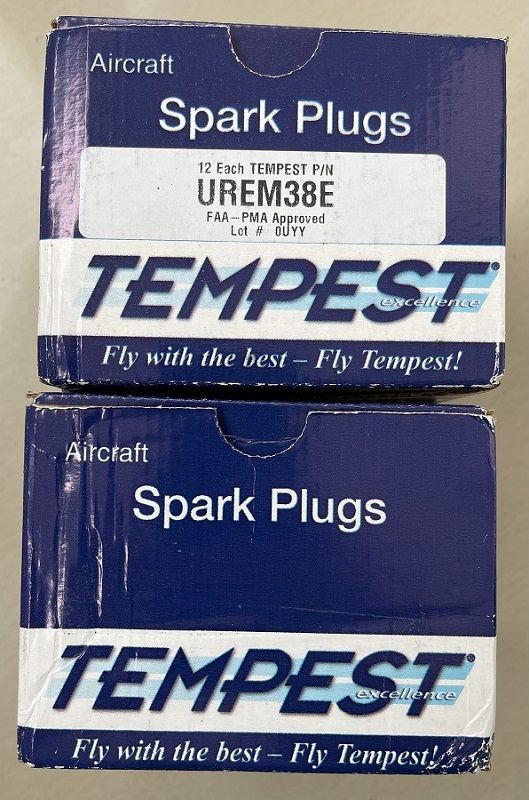 Aircraft
Spark Plugs
12 Each TEMPEST P/N
UREM38E
FAA-PMA Approved
Lot # 0UYY
TEMPEST®
excellence
Fly with the best – Fly Tempest!
Aircraft
Spark Plugs
TEMPEST®
excellence
Fly with the best – Fly Tempest!